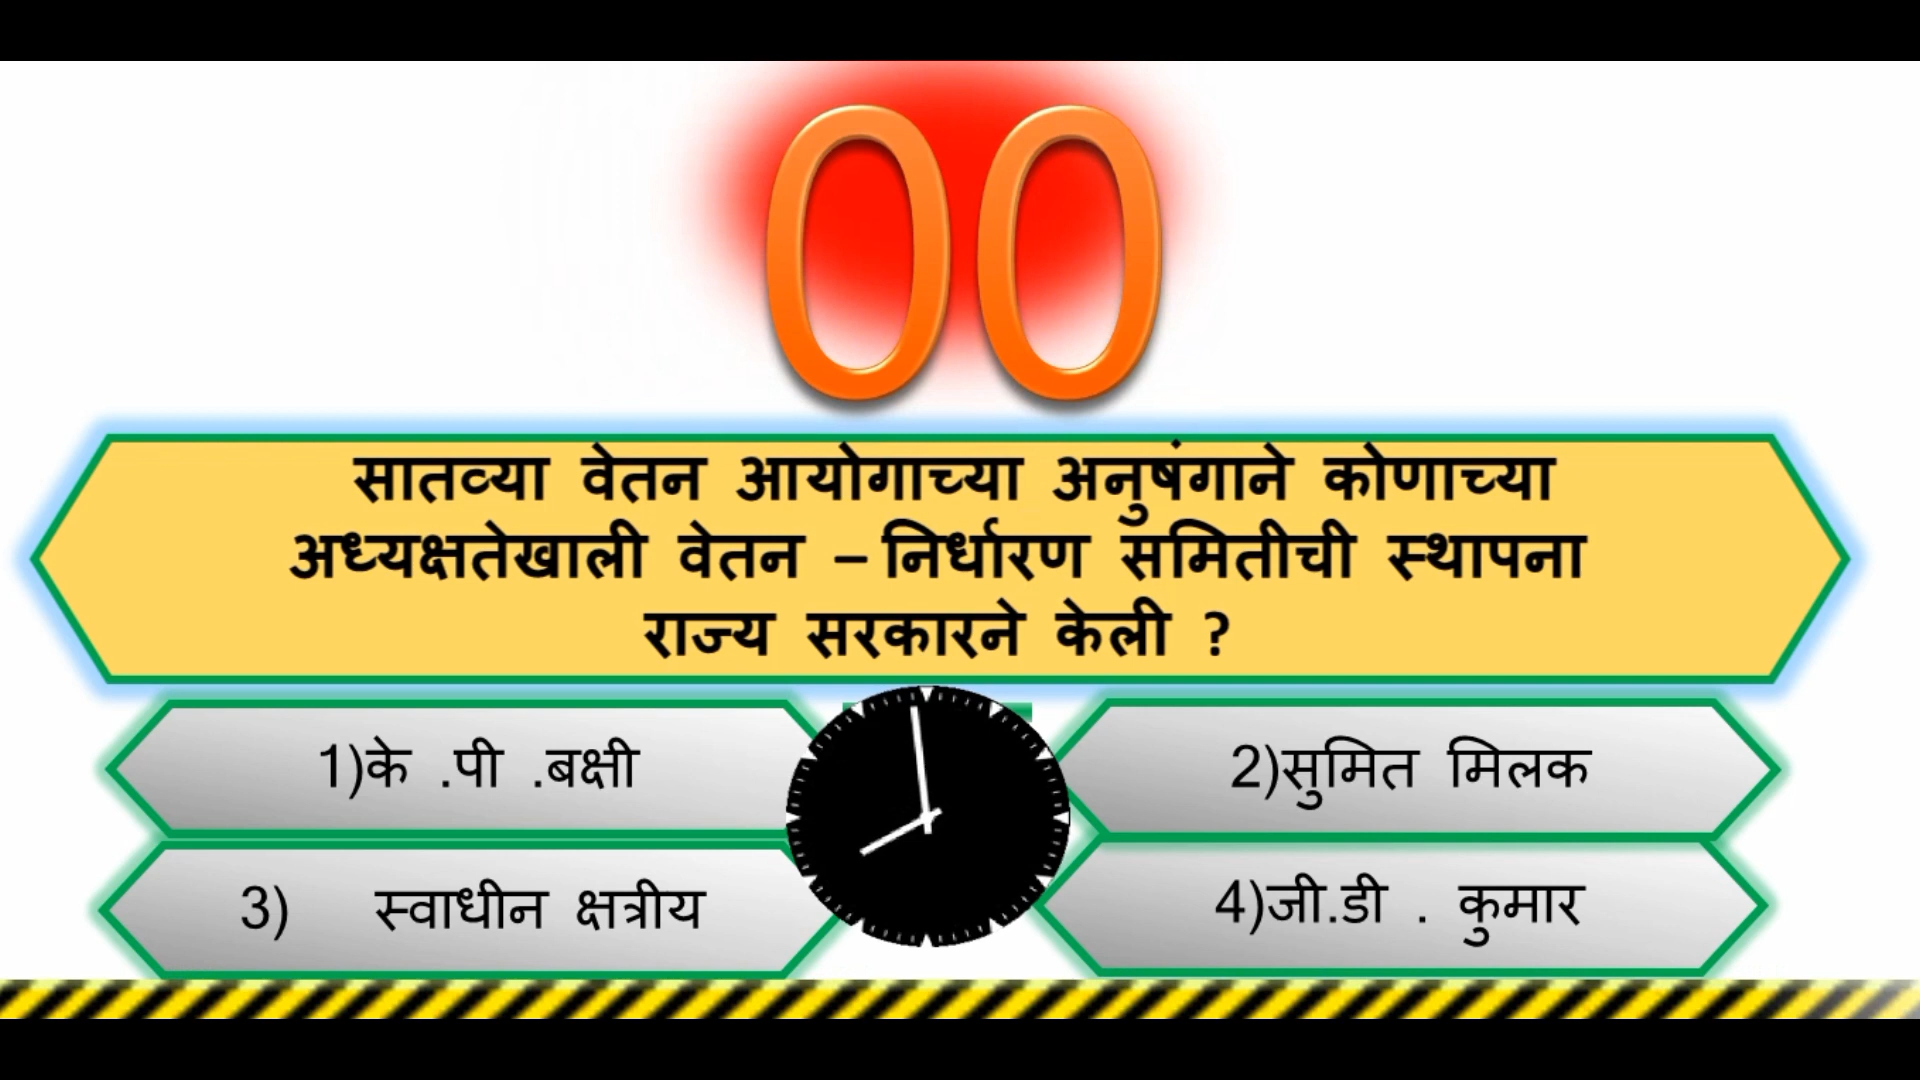 00
सातव्या वेतन आयोगाच्या अनुषंगाने कोणाच्या
अध्यक्षतेखाली वेतन – निर्धारण समितीची स्थापना
राज्य सरकारने केली ?
1)के .पी .बक्षी
2)सुमित मिलक
3) स्वाधीन क्षत्रीय
4)जी.डी . कुमार